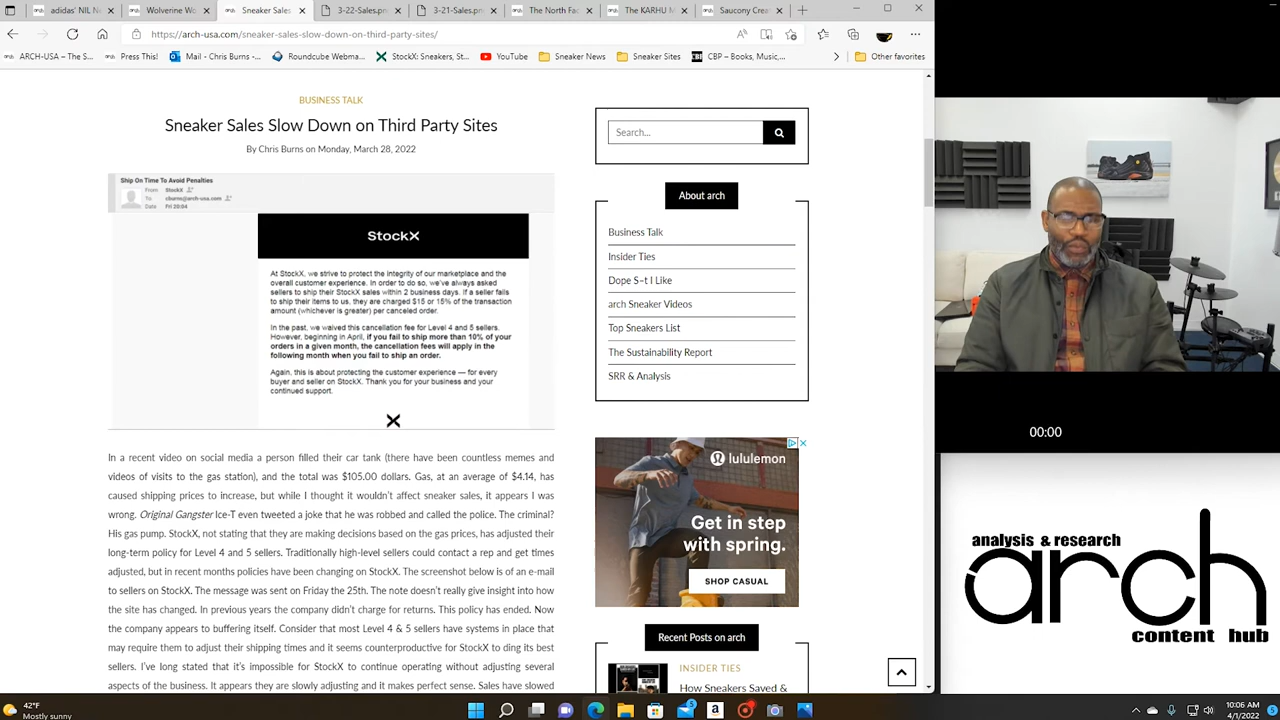 adidas' NIL N
Wolverine Wo
Sneaker Sales
3-22-Sales.pn
3-21-Sales.pn
The North Fac
The KARHU M
Saucony Crea
https://arch-usa.com/sneaker-sales-slow-down-on-third-party-sites/
ARCH-USA – The S...
Press This!
Mail - Chris Burns -...
Roundcube Webma...
StockX: Sneakers, St...
YouTube
Sneaker News
Sneaker Sites
CBP – Books, Music,...
Other favorites
BUSINESS TALK
Sneaker Sales Slow Down on Third Party Sites
By Chris Burns on Monday, March 28, 2022
Ship On Time To Avoid Penalties
From StockX
To cburns@arch-usa.com
Date Fri 20:04
StockX
At StockX, we strive to protect the integrity of our marketplace and the
overall customer experience. In order to do so, we've always asked
sellers to ship their StockX sales within 2 business days. If a seller fails
to ship their items to us, they are charged $15 or 15% of the transaction
amount (whichever is greater) per canceled order.
In the past, we waived this cancellation fee for Level 4 and 5 sellers.
However, beginning in April, if you fail to ship more than 10% of your
orders in a given month, the cancellation fees will apply in the
following month when you fail to ship an order.
Again, this is about protecting the customer experience — for every
buyer and seller on StockX. Thank you for your business and your
continued support.
X
In a recent video on social media a person filled their car tank (there have been countless memes and
videos of visits to the gas station), and the total was $105.00 dollars. Gas, at an average of $4.14, has
caused shipping prices to increase, but while I thought it wouldn't affect sneaker sales, it appears I was
wrong. Original Gangster Ice-T even tweeted a joke that he was robbed and called the police. The criminal?
His gas pump. StockX, not stating that they are making decisions based on the gas prices, has adjusted their
long-term policy for Level 4 and 5 sellers. Traditionally high-level sellers could contact a rep and get times
adjusted, but in recent months policies have been changing on StockX. The screenshot below is of an e-mail
to sellers on StockX. The message was sent on Friday the 25th. The note doesn't really give insight into how
the site has changed. In previous years the company didn't charge for returns. This policy has ended. Now
the company appears to buffering itself. Consider that most Level 4 & 5 sellers have systems in place that
may require them to adjust their shipping times and it seems counterproductive for StockX to ding its best
sellers. I've long stated that it's impossible for StockX to continue operating without adjusting several
aspects of the business. It appears they are slowly adjusting and it makes perfect sense. Sales have slowed
Search...
About arch
Business Talk
Insider Ties
Dope S–t I Like
arch Sneaker Videos
Top Sneakers List
The Sustainability Report
SRR & Analysis
lululemon
Get in step
with spring.
SHOP CASUAL
Recent Posts on arch
INSIDER TIES
How Sneakers Saved &
00:00
analysis & research
arch
content hub
42°F
Mostly sunny
5
10:06 AM
4/1/2022